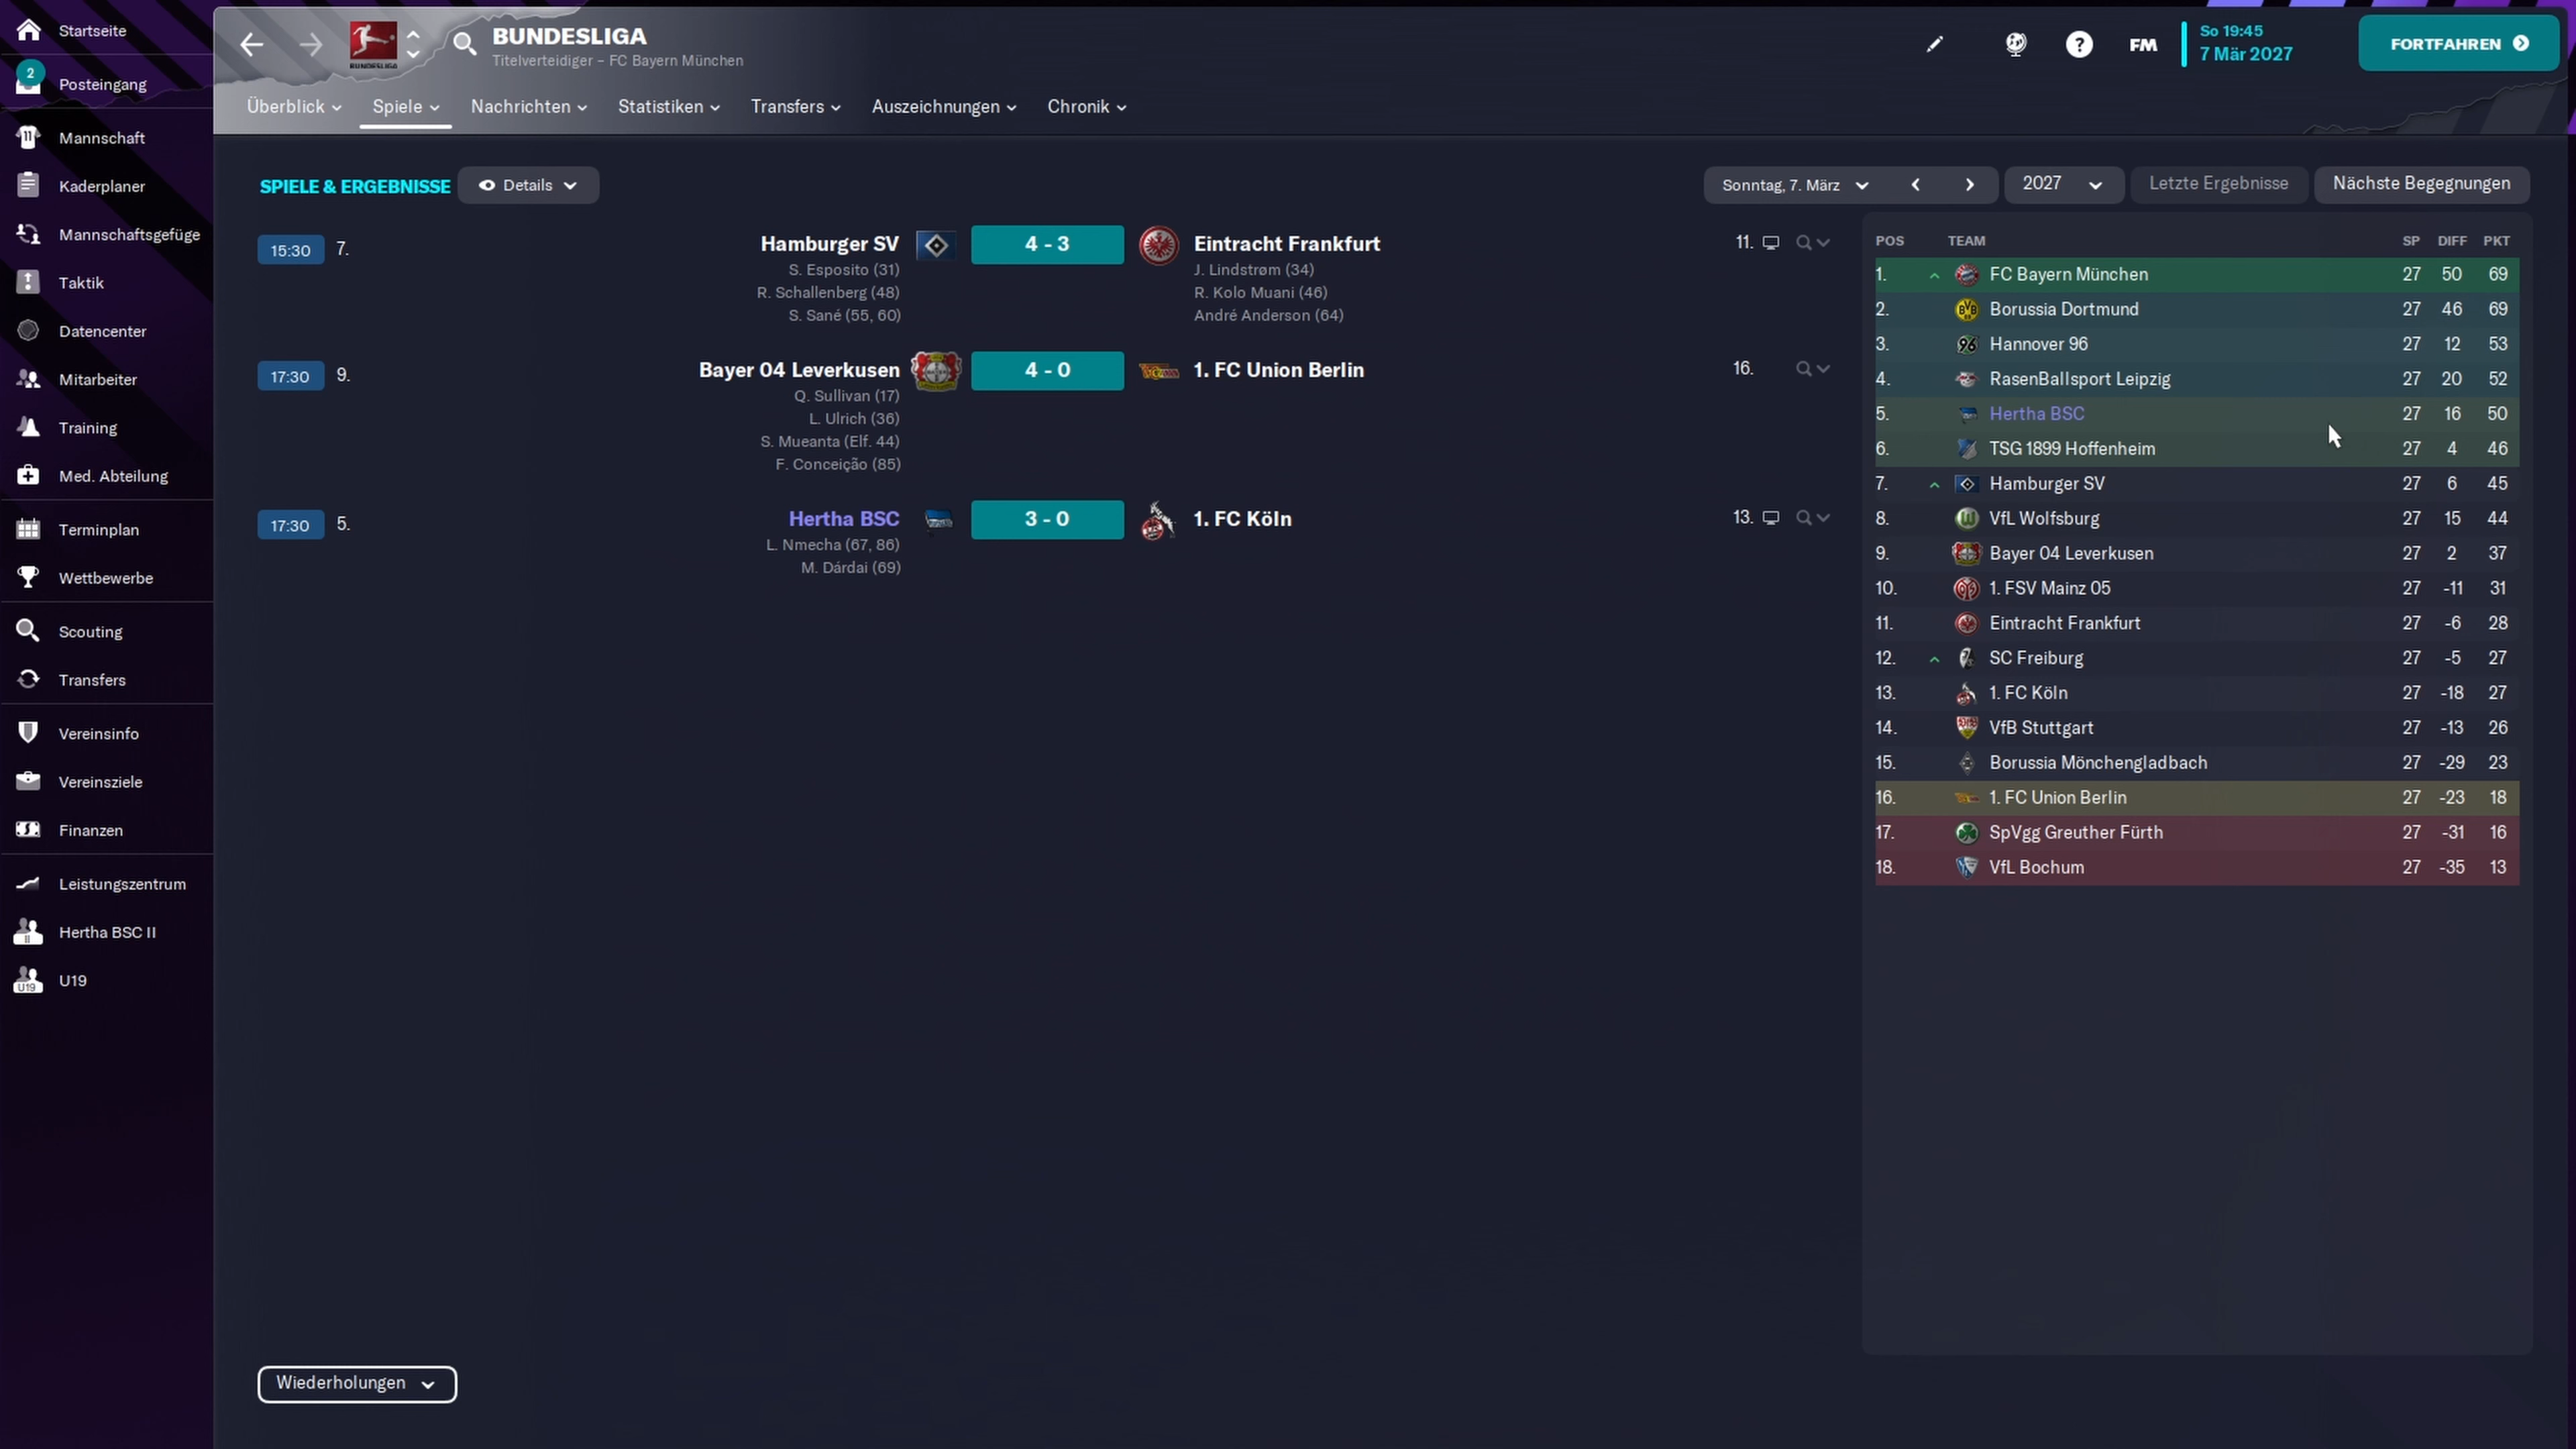 Startseite
2
Posteingang
Mannschaft
Kaderplaner
Mannschaftsgefüge
Taktik
Datencenter
Mitarbeiter
Training
Med. Abteilung
Terminplan
Wettbewerbe
Scouting
Transfers
Vereinsinfo
Vereinsziele
Finanzen
Leistungszentrum
Hertha BSC II
U19
BUNDESLIGA
Titelverteidiger – FC Bayern München
FM
So 19:45
7 Mär 2027
FORTFAHREN
Überblick Spiele Nachrichten Statistiken Transfers Auszeichnungen Chronik
SPIELE & ERGEBNISSE Details
Sonntag, 7. März 2027 Letzte Ergebnisse Nächste Begegnungen
15:30 7. Hamburger SV 4 - 3 Eintracht Frankfurt 11.
S. Esposito (31) J. Lindstrøm (34)
R. Schallenberg (48) R. Kolo Muani (46)
S. Sané (55, 60) André Anderson (64)
17:30 9. Bayer 04 Leverkusen 4 - 0 1. FC Union Berlin 16.
Q. Sullivan (17)
L. Ulrich (36)
S. Mueanta (Elf. 44)
F. Conceição (85)
17:30 5. Hertha BSC 3 - 0 1. FC Köln 13.
L. Nmecha (67, 86)
M. Dárdai (69)
POS TEAM SP DIFF PKT
1. FC Bayern München 27 50 69
2. Borussia Dortmund 27 46 69
3. Hannover 96 27 12 53
4. RasenBallsport Leipzig 27 20 52
5. Hertha BSC 27 16 50
6. TSG 1899 Hoffenheim 27 4 46
7. Hamburger SV 27 6 45
8. VfL Wolfsburg 27 15 44
9. Bayer 04 Leverkusen 27 2 37
10. 1. FSV Mainz 05 27 -11 31
11. Eintracht Frankfurt 27 -6 28
12. SC Freiburg 27 -5 27
13. 1. FC Köln 27 -18 27
14. VfB Stuttgart 27 -13 26
15. Borussia Mönchengladbach 27 -29 23
16. 1. FC Union Berlin 27 -23 18
17. SpVgg Greuther Fürth 27 -31 16
18. VfL Bochum 27 -35 13
Wiederholungen